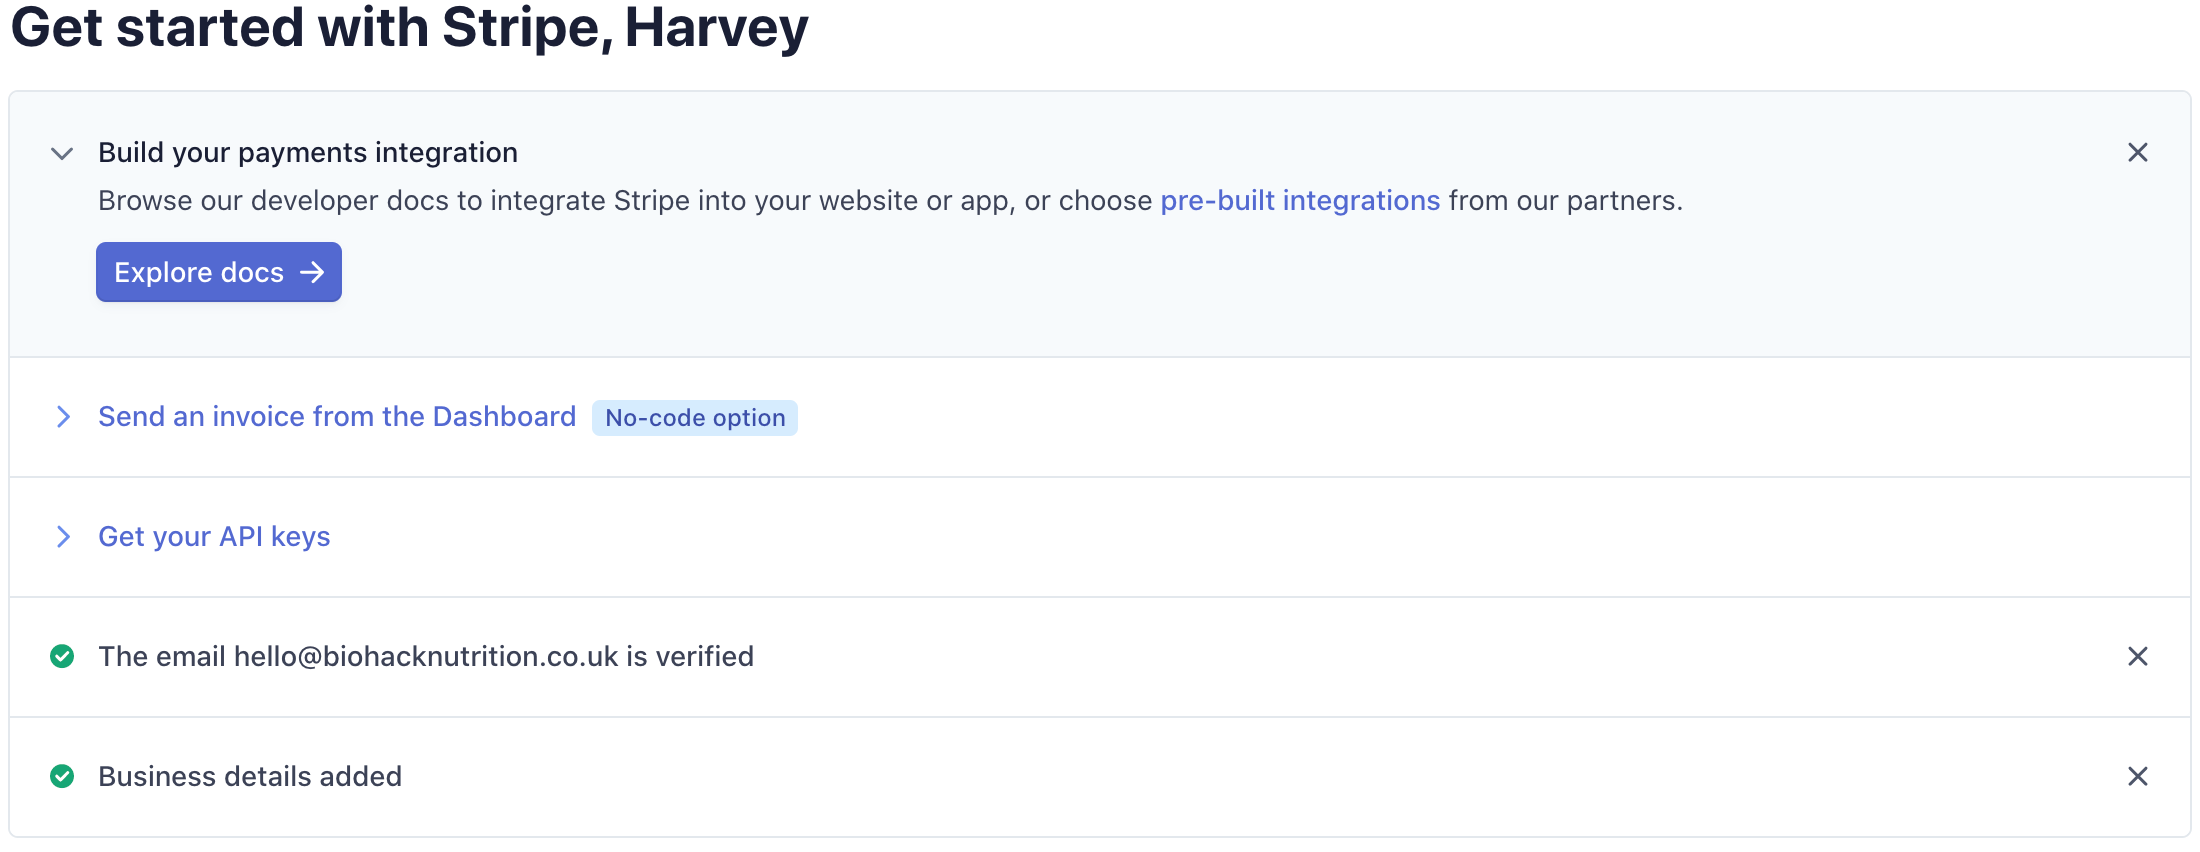 Get started with Stripe, Harvey
Build your payments integration
Browse our developer docs to integrate Stripe into your website or app, or choose pre-built integrations from our partners.
Explore docs →
Send an invoice from the Dashboard No-code option
Get your API keys
The email hello@biohacknutrition.co.uk is verified
Business details added